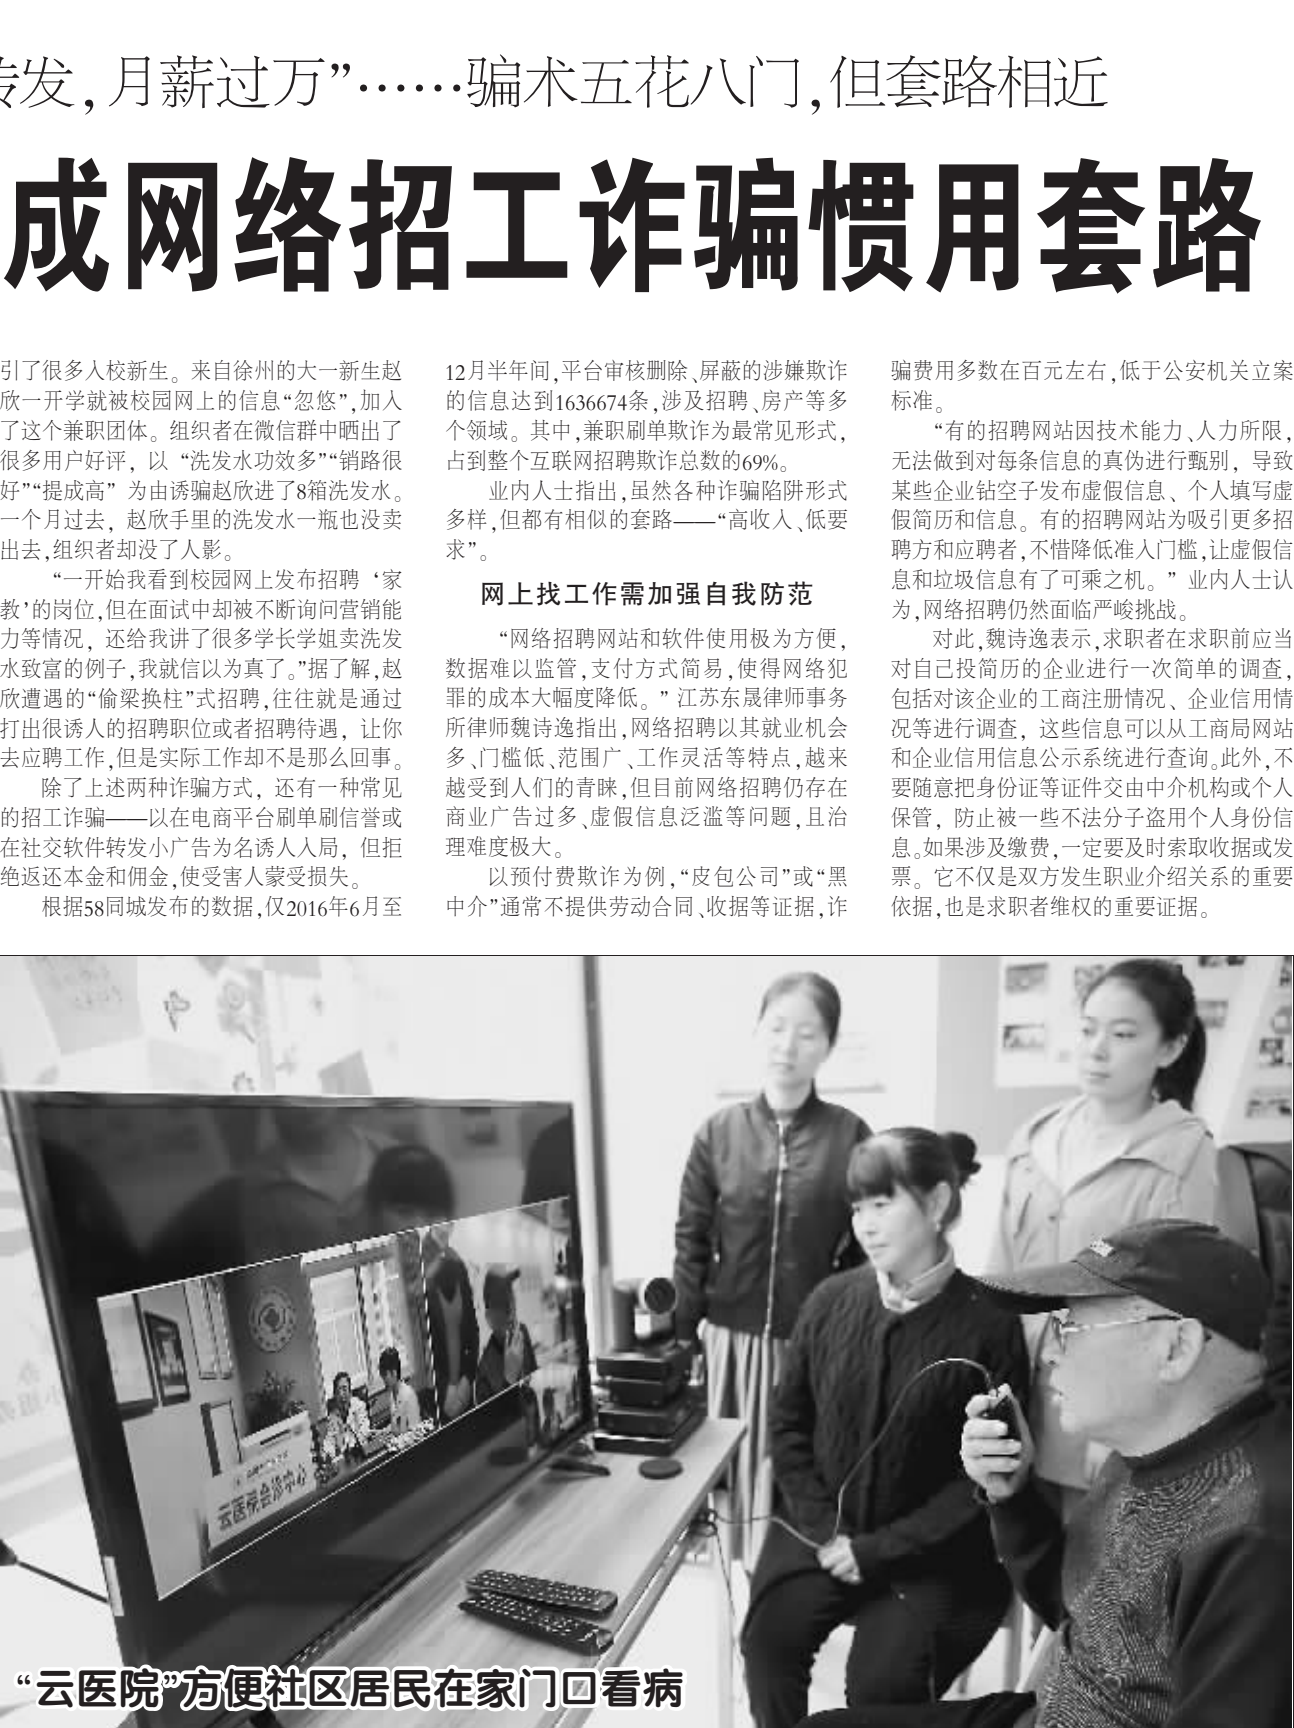 发，月薪过万”……骗术五花八门，但套路相近
成网络招工诈骗惯用套路
引了很多入校新生。来自徐州的大一新生赵
欣一开学就被校园网上的信息“忽悠”，加入
了这个兼职团体。组织者在微信群中晒出了
很多用户好评，以“洗发水功效多”“销路很
好”“提成高”为由诱骗赵欣进了8箱洗发水。
一个月过去，赵欣手里的洗发水一瓶也没卖
出去，组织者却没了人影。
“一开始我看到校园网上发布招聘‘家
教’的岗位，但在面试中却被不断询问营销能
力等情况，还给我讲了很多学长学姐卖洗发
水致富的例子，我就信以为真了。”据了解，赵
欣遭遇的“偷梁换柱”式招聘，往往就是通过
打出很诱人的招聘职位或者招聘待遇，让你
去应聘工作，但是实际工作却不是那么回事。
除了上述两种诈骗方式，还有一种常见
的招工诈骗——以在电商平台刷单刷信誉或
在社交软件转发小广告为名诱人入局，但拒
绝返还本金和佣金，使受害人蒙受损失。
根据58同城发布的数据，仅2016年6月至
12月半年间，平台审核删除、屏蔽的涉嫌欺诈
的信息达到1636674条，涉及招聘、房产等多
个领域。其中，兼职刷单欺诈为最常见形式，
占到整个互联网招聘欺诈总数的69%。
业内人士指出，虽然各种诈骗陷阱形式
多样，但都有相似的套路——“高收入、低要
求”。
网上找工作需加强自我防范
“网络招聘网站和软件使用极为方便，
数据难以监管，支付方式简易，使得网络犯
罪的成本大幅度降低。”江苏东晟律师事务
所律师魏诗逸指出，网络招聘以其就业机会
多、门槛低、范围广、工作灵活等特点，越来
越受到人们的青睐，但目前网络招聘仍存在
商业广告过多、虚假信息泛滥等问题，且治
理难度极大。
以预付费欺诈为例，“皮包公司”或“黑
中介”通常不提供劳动合同、收据等证据，诈
骗费用多数在百元左右，低于公安机关立案
标准。
“有的招聘网站因技术能力、人力所限，
无法做到对每条信息的真伪进行甄别，导致
某些企业钻空子发布虚假信息、个人填写虚
假简历和信息。有的招聘网站为吸引更多招
聘方和应聘者，不惜降低准入门槛，让虚假信
息和垃圾信息有了可乘之机。”业内人士认
为，网络招聘仍然面临严峻挑战。
对此，魏诗逸表示，求职者在求职前应当
对自己投简历的企业进行一次简单的调查，
包括对该企业的工商注册情况、企业信用情
况等进行调查，这些信息可以从工商局网站
和企业信用信息公示系统进行查询。此外，不
要随意把身份证等证件交由中介机构或个人
保管，防止被一些不法分子盗用个人身份信
息。如果涉及缴费，一定要及时索取收据或发
票。它不仅是双方发生职业介绍关系的重要
依据，也是求职者维权的重要证据。
云医院会诊中心
“云医院”方便社区居民在家门口看病